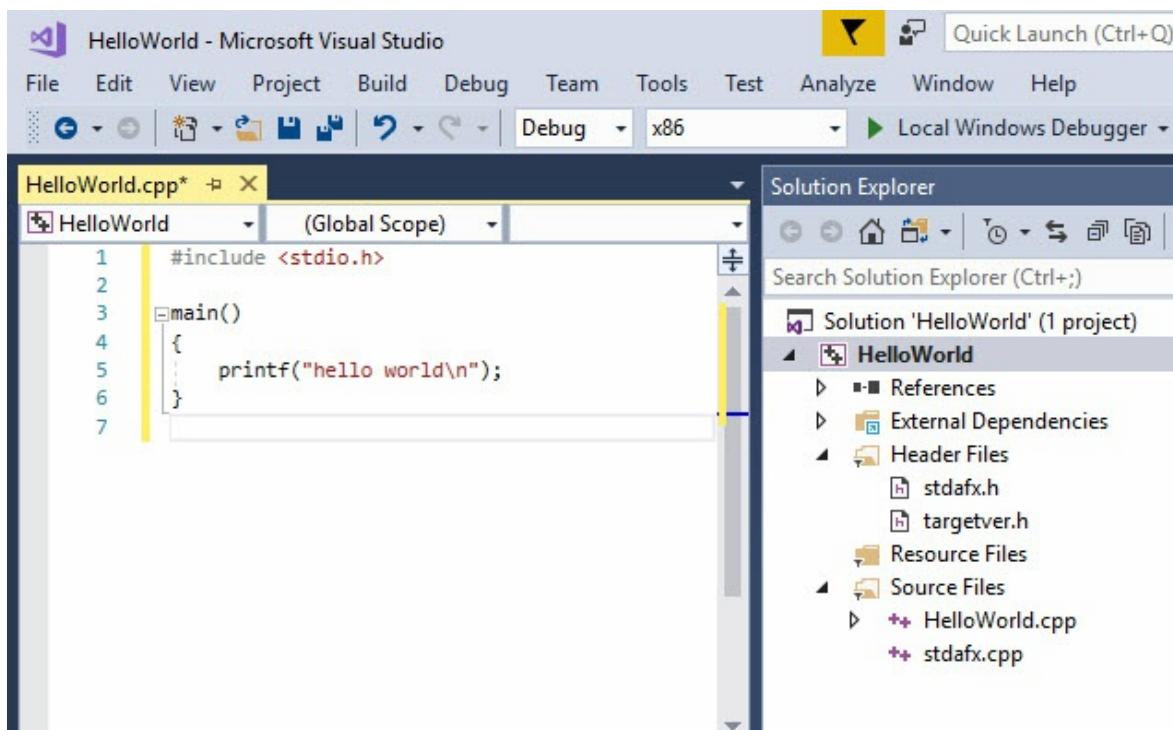 HelloWorld - Microsoft Visual Studio
Quick Launch (Ctrl+Q)
File Edit View Project Build Debug Team Tools Test Analyze Window Help
Debug x86 Local Windows Debugger
HelloWorld.cpp*
HelloWorld (Global Scope)
1 #include <stdio.h>
2
3 main()
4 {
5 printf("hello world\n");
6 }
7
Solution Explorer
Search Solution Explorer (Ctrl+;)
Solution 'HelloWorld' (1 project)
HelloWorld
References
External Dependencies
Header Files
stdafx.h
targetver.h
Resource Files
Source Files
HelloWorld.cpp
stdafx.cpp